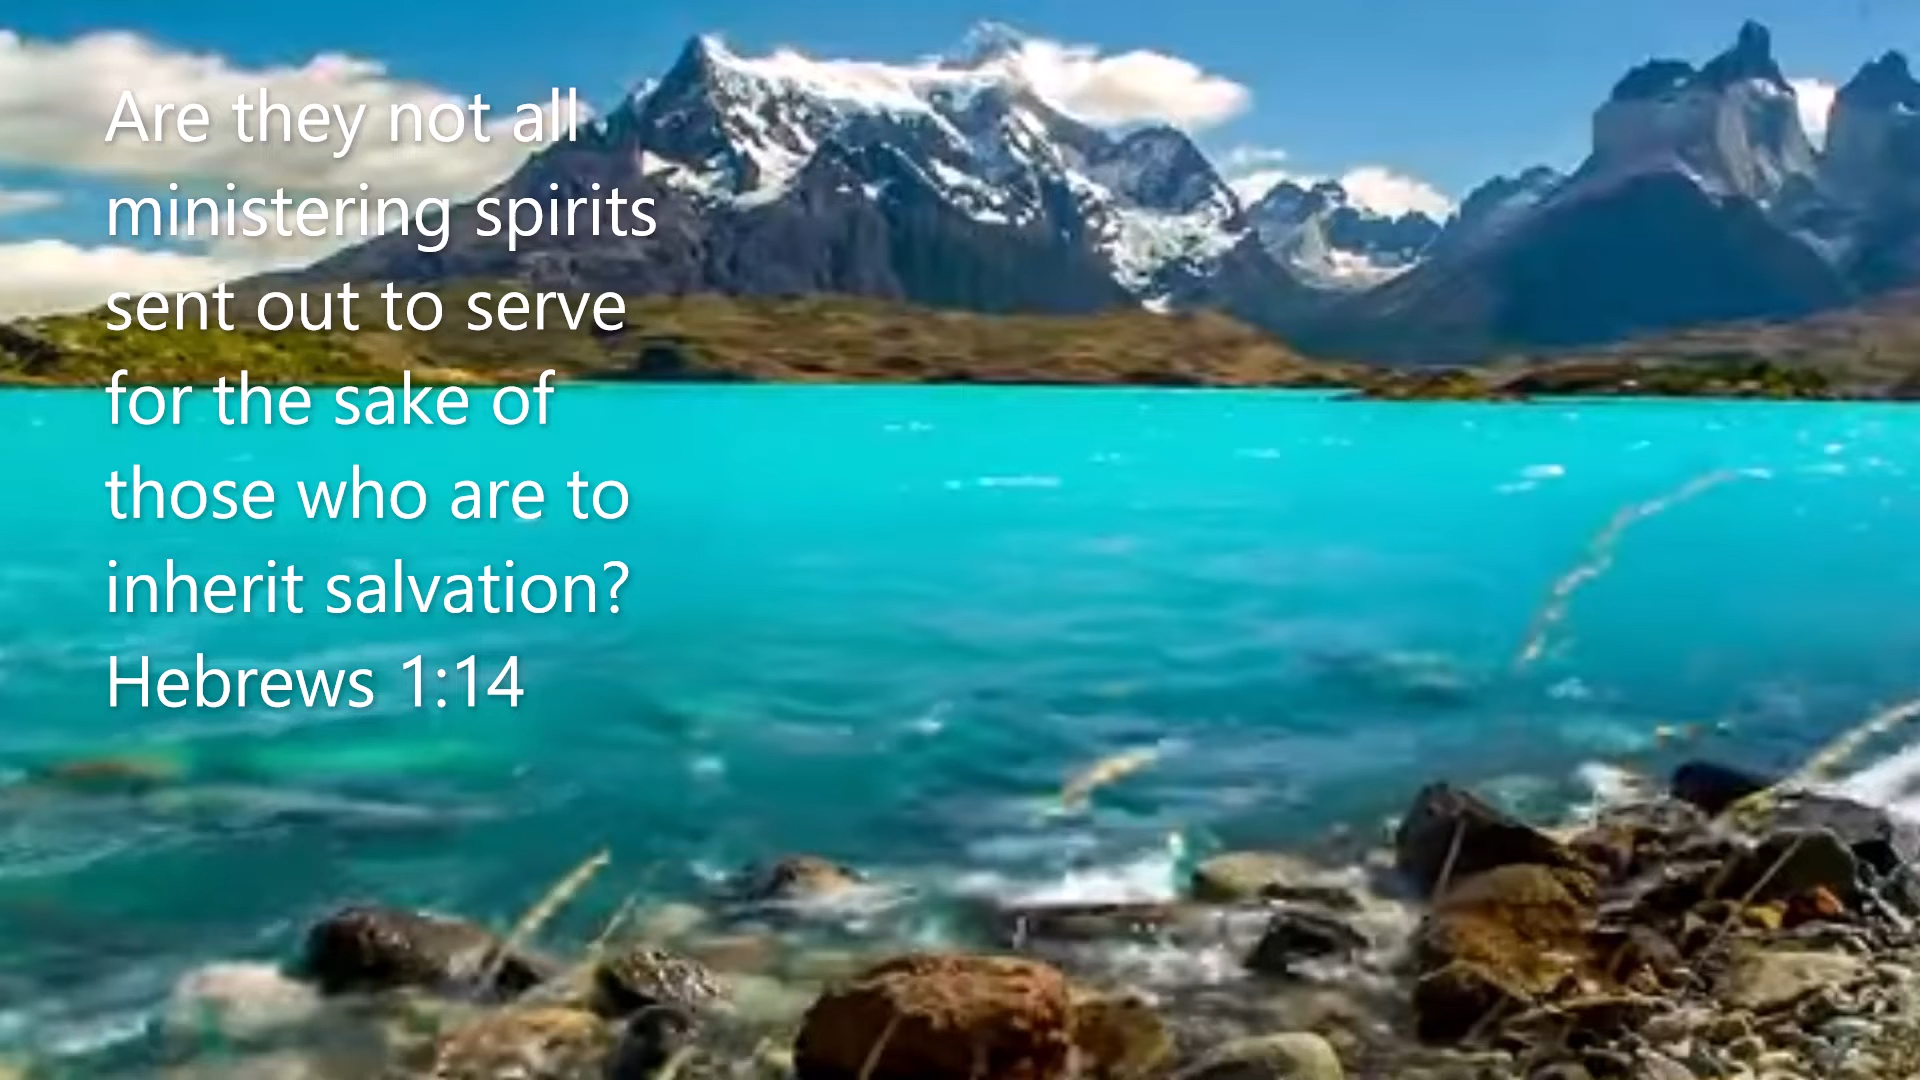 Are they not all
ministering spirits
sent out to serve
for the sake of
those who are to
inherit salvation?
Hebrews 1:14